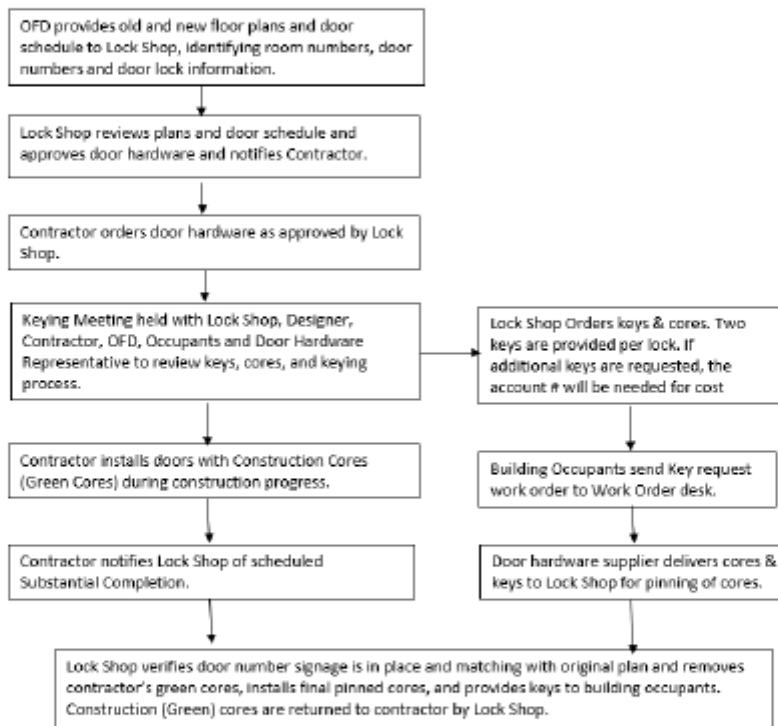 OFD provides old and new floor plans and door
schedule to Lock Shop, identifying room numbers, door
numbers and door lock information.
Lock Shop reviews plans and door schedule and
approves door hardware and notifies Contractor.
Contractor orders door hardware as approved by Lock
Shop.
Keying Meeting held with Lock Shop, Designer,
Contractor, OFD, Occupants and Door Hardware
Representative to review keys, cores, and keying
process.
Lock Shop Orders keys & cores. Two
keys are provided per lock. If
additional keys are requested, the
account # will be needed for cost
Contractor installs doors with Construction Cores
(Green Cores) during construction progress.
Building Occupants send Key request
work order to Work Order desk.
Contractor notifies Lock Shop of scheduled
Substantial Completion.
Door hardware supplier delivers cores &
keys to Lock Shop for pinning of cores.
Lock Shop verifies door number signage is in place and matching with original plan and removes
contractor's green cores, installs final pinned cores, and provides keys to building occupants.
Construction (Green) cores are returned to contractor by Lock Shop.